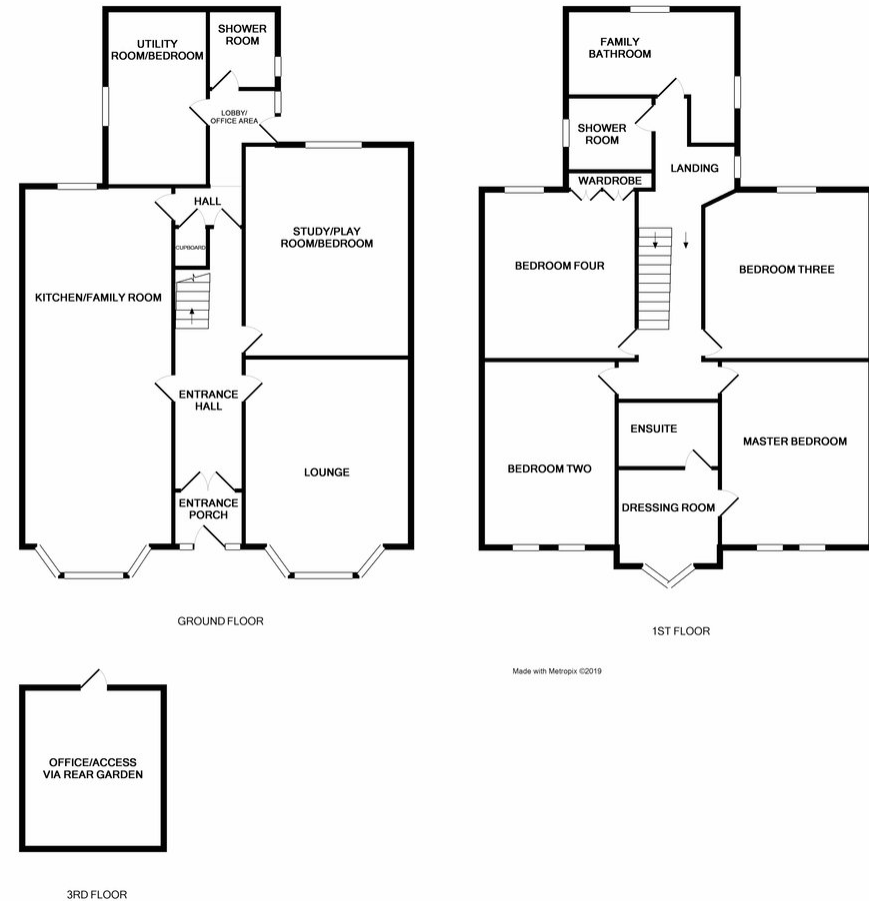 UTILITY
ROOM/BEDROOM
SHOWER
ROOM
LOBBY/
OFFICE AREA
HALL
CUPBOARD
STUDY/PLAY
ROOM/BEDROOM
KITCHEN/FAMILY ROOM
ENTRANCE
HALL
LOUNGE
ENTRANCE
PORCH
GROUND FLOOR
FAMILY
BATHROOM
SHOWER
ROOM
LANDING
WARDROBE
BEDROOM FOUR
BEDROOM THREE
ENSUITE
MASTER BEDROOM
BEDROOM TWO
DRESSING ROOM
1ST FLOOR
Made with Metropix ©2019
OFFICE/ACCESS
VIA REAR GARDEN
3RD FLOOR